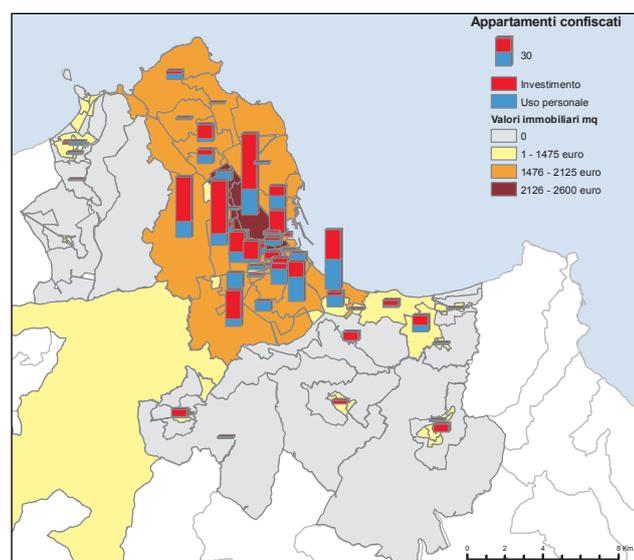 Appartamenti confiscati
30
Investimento
Uso personale
Valori immobiliari mq
0
1 - 1475 euro
1476 - 2125 euro
2126 - 2600 euro
0 2 4 8 Km